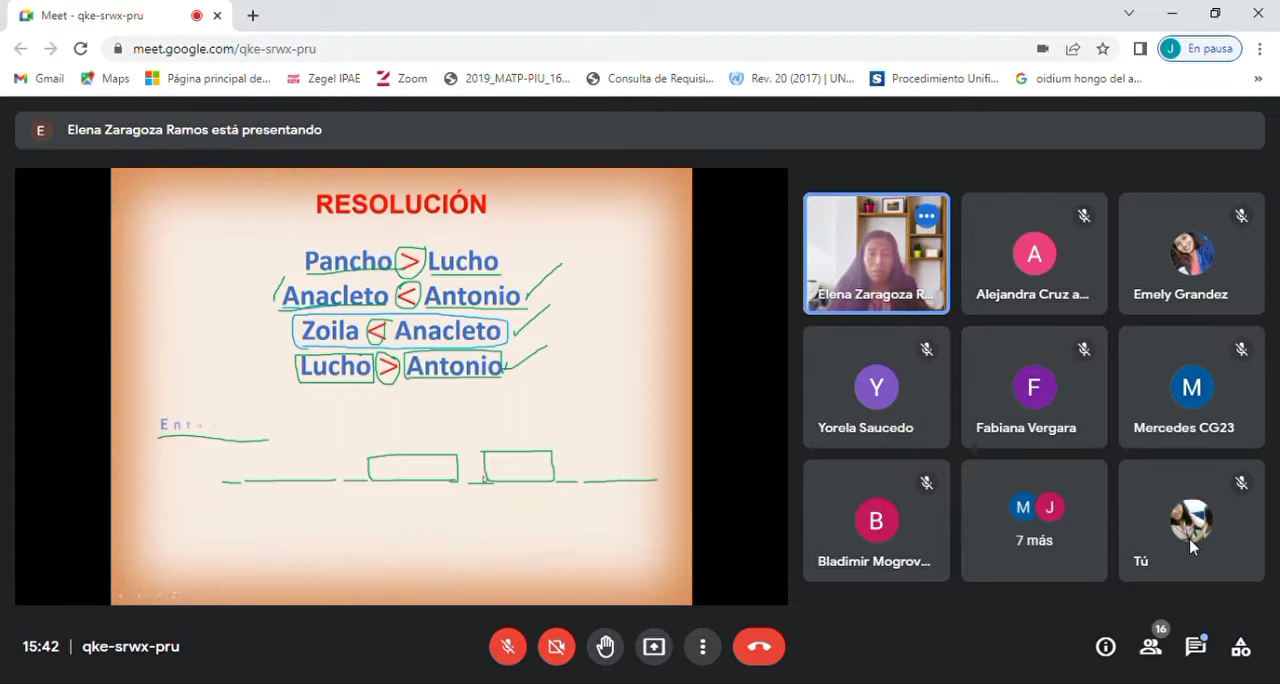 Meet - qke-srwx-pru
meet.google.com/qke-srwx-pru
En pausa
Gmail
Maps
Página principal de...
Zegel IPAE
Zoom
2019_MATP-PIU_16...
Consulta de Requisi...
Rev. 20 (2017) | UN...
Procedimiento Unifi...
oidium hongo del a...
E
Elena Zaragoza Ramos está presentando
RESOLUCIÓN
Pancho > Lucho
Anacleto < Antonio
Zoila < Anacleto
Lucho > Antonio
Ent
Elena Zaragoza R...
A
Alejandra Cruz a...
Emely Grandez
Y
Yorela Saucedo
F
Fabiana Vergara
M
Mercedes CG23
B
Bladimir Mogrov...
M J
7 más
Tú
15:42 | qke-srwx-pru
16